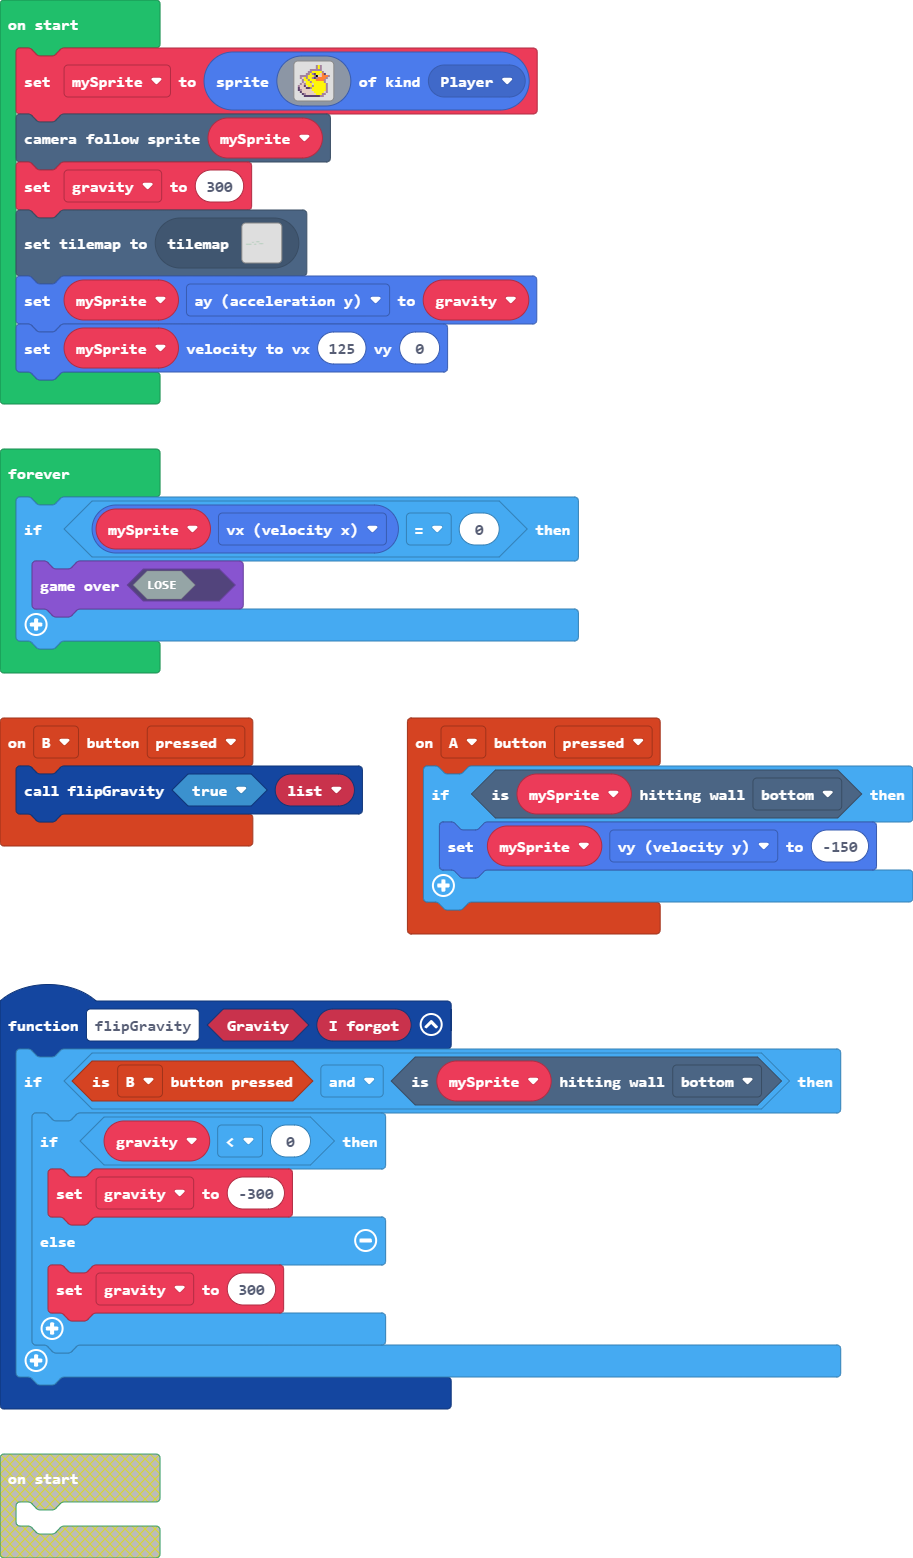 on start
set mySprite to sprite of kind Player
camera follow sprite mySprite
set gravity to 300
set tilemap to tilemap
set mySprite ay (acceleration y) to gravity
set mySprite velocity to vx 125 vy 0
forever
if mySprite vx (velocity x) = 0 then
game over LOSE
on B button pressed
call flipGravity true list
on A button pressed
if is mySprite hitting wall bottom then
set mySprite vy (velocity y) to -150
function flipGravity Gravity I forgot
if is B button pressed and is mySprite hitting wall bottom then
if gravity < 0 then
set gravity to -300
else
set gravity to 300
on start